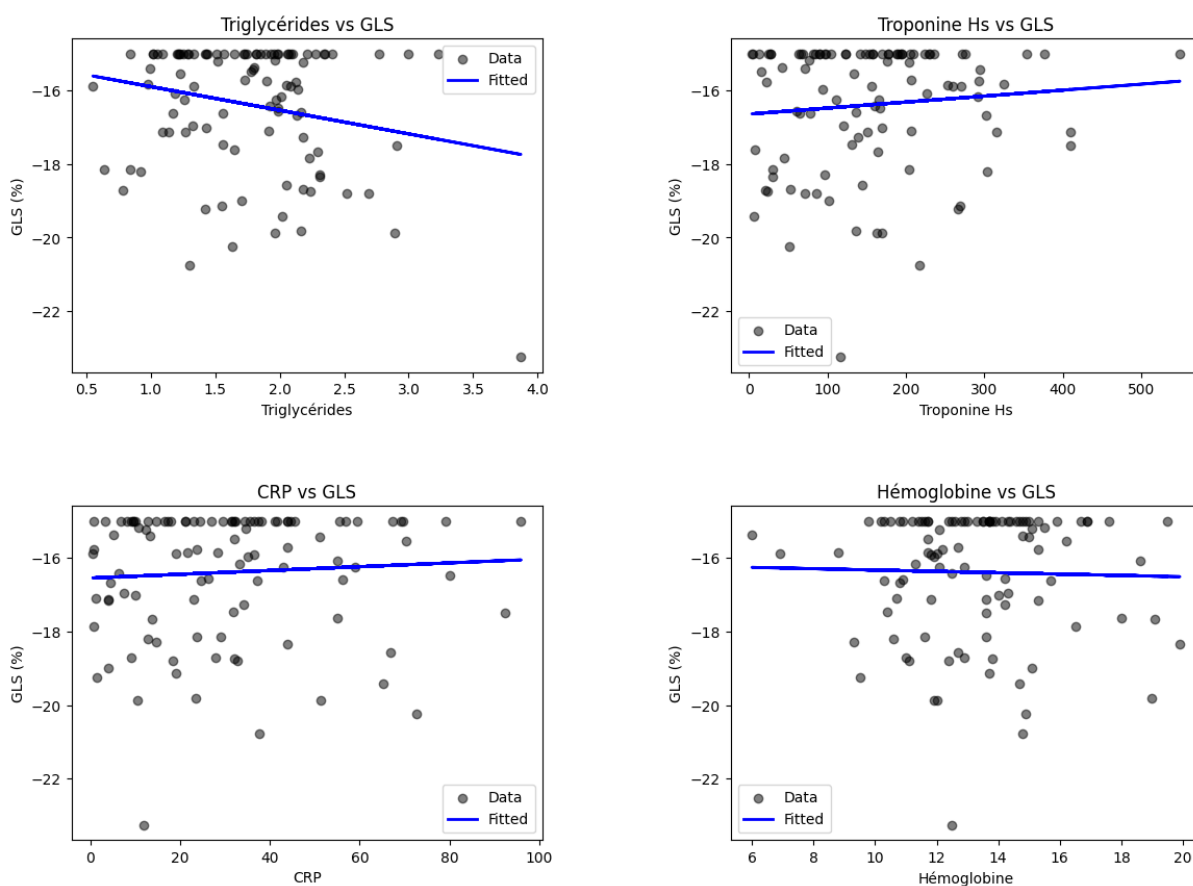 Triglycérides vs GLS
GLS (%)
−16
−18
−20
−22
0.5 1.0 1.5 2.0 2.5 3.0 3.5 4.0
Triglycérides
Data
Fitted
Troponine Hs vs GLS
GLS (%)
−16
−18
−20
−22
0 100 200 300 400 500
Troponine Hs
Data
Fitted
CRP vs GLS
GLS (%)
−16
−18
−20
−22
0 20 40 60 80 100
CRP
Data
Fitted
Hémoglobine vs GLS
GLS (%)
−16
−18
−20
−22
6 8 10 12 14 16 18 20
Hémoglobine
Data
Fitted